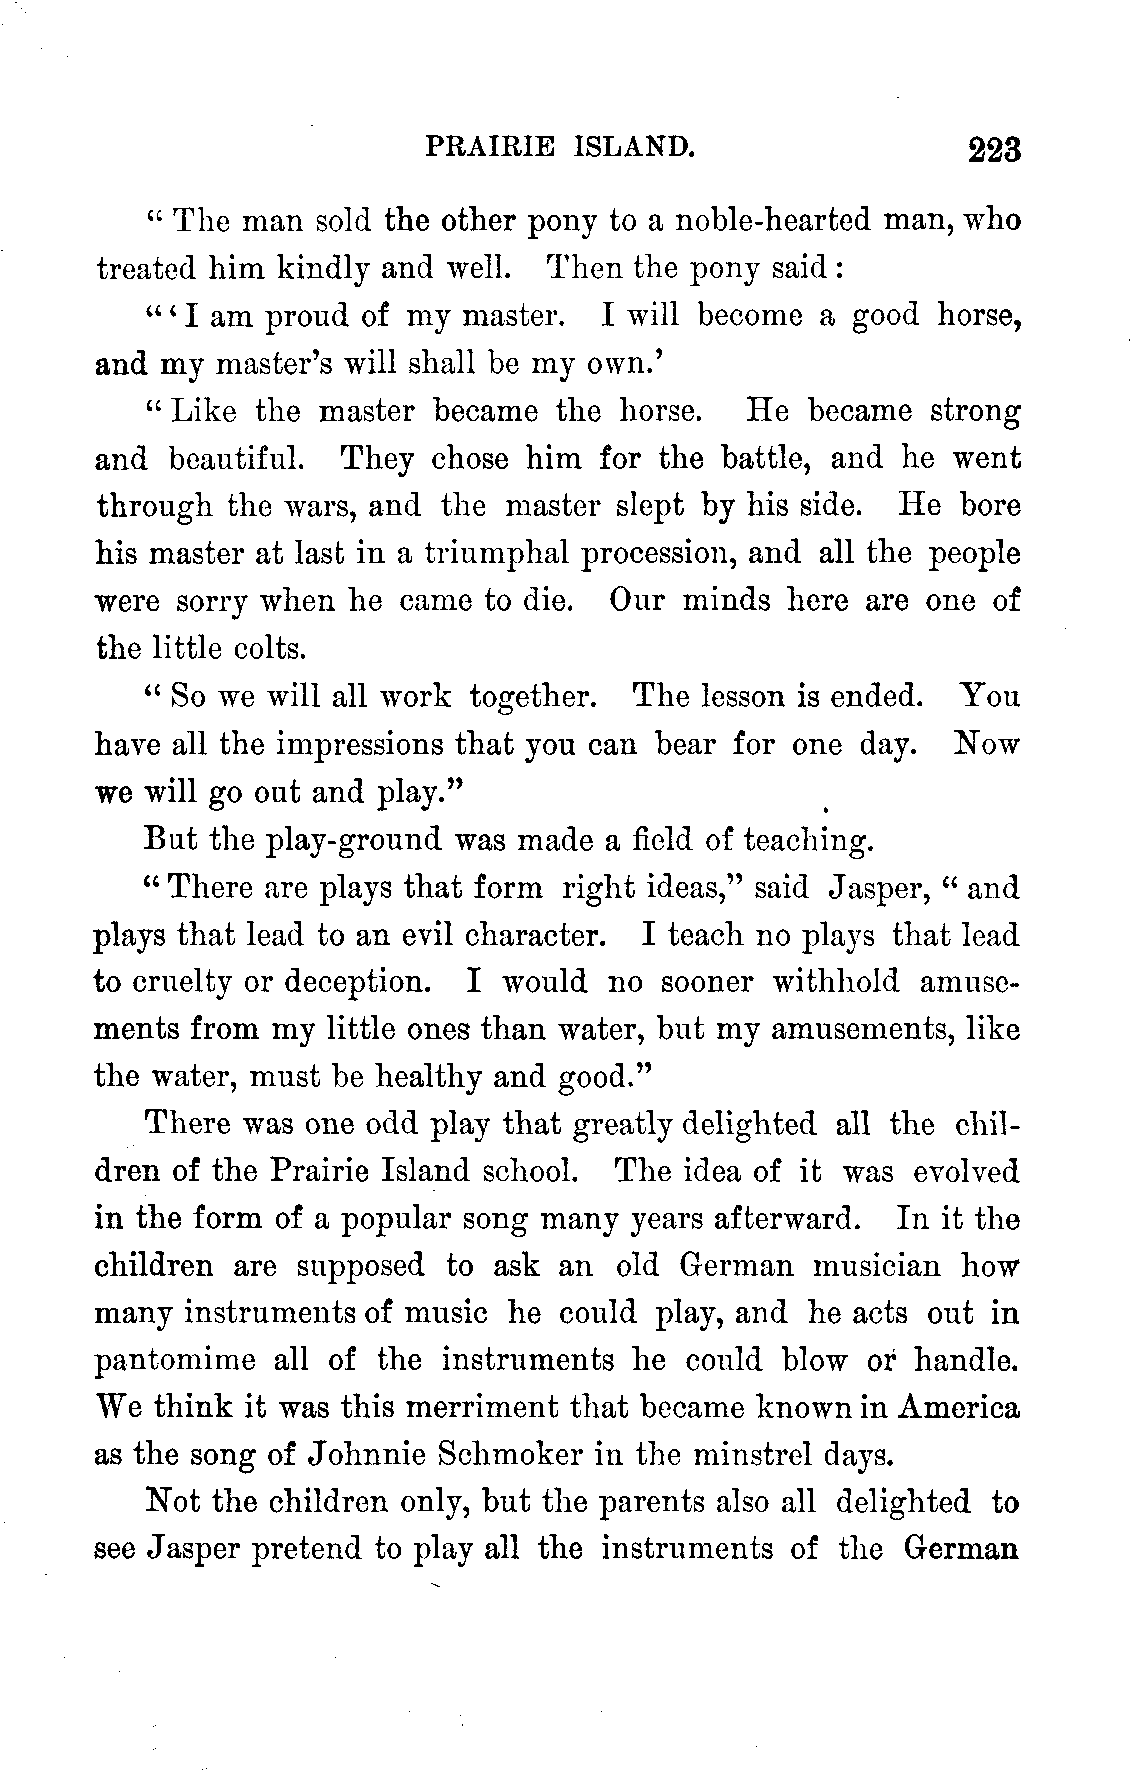 PRAIRIE ISLAND. 223
“ The man sold the other pony to a noble-hearted man, who
treated him kindly and well. Then the pony said :
“ ‘ I am proud of my master. I will become a good horse,
and my master’s will shall be my own.’
“ Like the master became the horse. He became strong
and beautiful. They chose him for the battle, and he went
through the wars, and the master slept by his side. He bore
his master at last in a triumphal procession, and all the people
were sorry when he came to die. Our minds here are one of
the little colts.
“ So we will all work together. The lesson is ended. You
have all the impressions that you can bear for one day. Now
we will go out and play.”
But the play-ground was made a field of teaching.
“ There are plays that form right ideas,” said Jasper, “ and
plays that lead to an evil character. I teach no plays that lead
to cruelty or deception. I would no sooner withhold amuse-
ments from my little ones than water, but my amusements, like
the water, must be healthy and good.”
There was one odd play that greatly delighted all the chil-
dren of the Prairie Island school. The idea of it was evolved
in the form of a popular song many years afterward. In it the
children are supposed to ask an old German musician how
many instruments of music he could play, and he acts out in
pantomime all of the instruments he could blow or handle.
We think it was this merriment that became known in America
as the song of Johnnie Schmoker in the minstrel days.
Not the children only, but the parents also all delighted to
see Jasper pretend to play all the instruments of the German